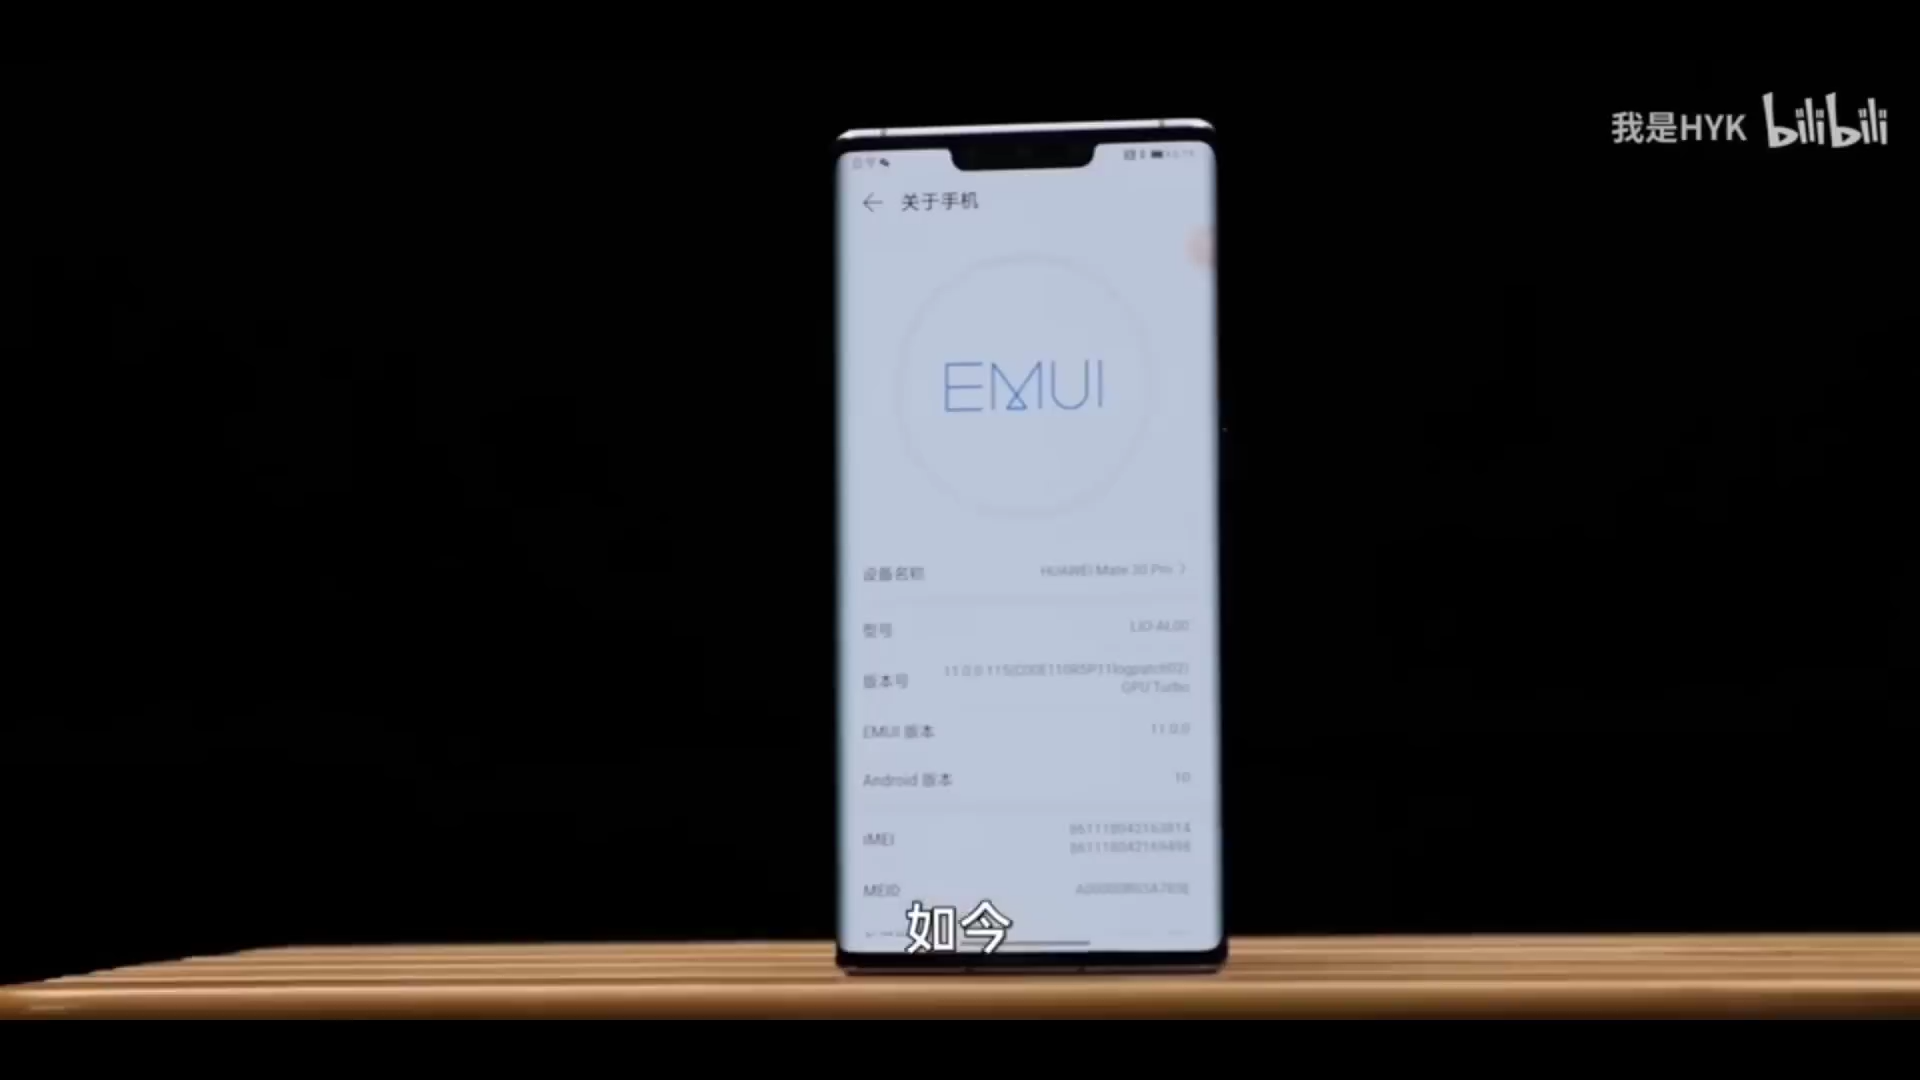 我是HYK bilibili
关于手机
EMUI
设备名称 HUAWEI Mate 30 Pro
型号 LIO-AL00
版本号
GPU Turbo
EMUI 版本 11.0.0
Android 版本 10
IMEI
MEID
如今